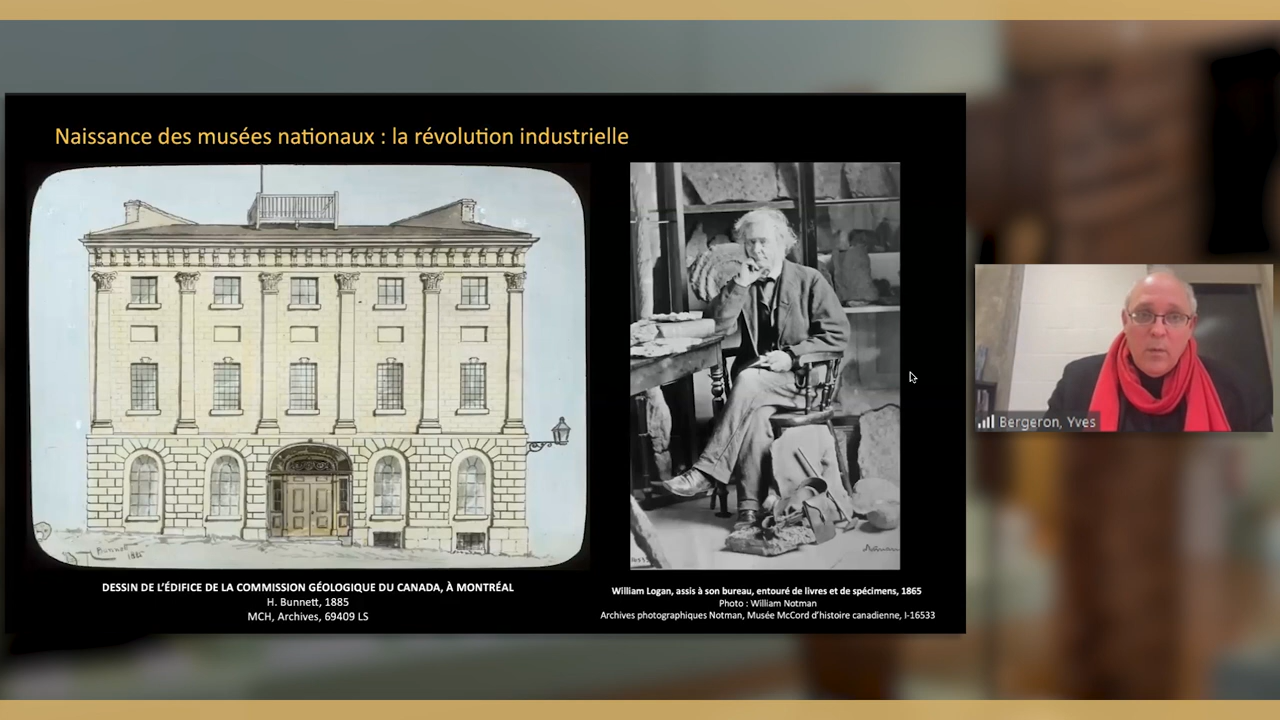 Naissance des musées nationaux : la révolution industrielle
DESSIN DE L'ÉDIFICE DE LA COMMISSION GÉOLOGIQUE DU CANADA, À MONTRÉAL
H. Bunnett, 1885
MCH, Archives, 69409 LS
William Logan, assis à son bureau, entouré de livres et de spécimens, 1865
Photo : William Notman
Archives photographiques Notman, Musée McCord d'histoire canadienne, I-16533
Bergeron, Yves